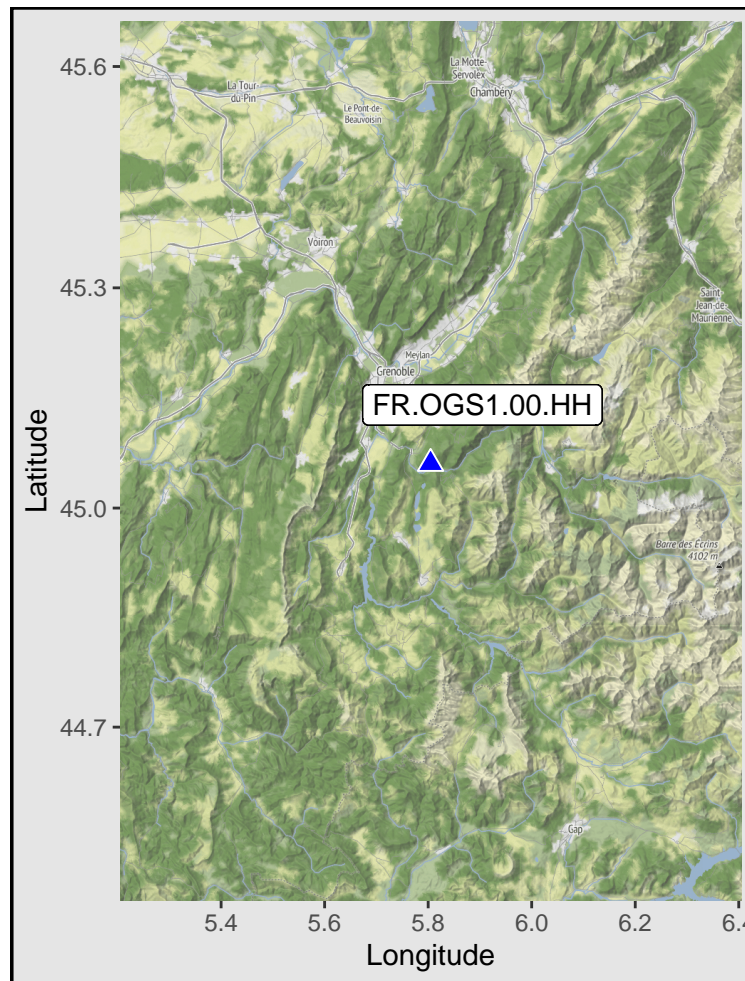 45.6
45.3
45.0
44.7
Latitude
La Motte-
Servolex
Chambéry
La Tour-
du-Pin
Le Pont-de-
Beauvoisin
Voiron
Saint
Jean-de-
Maurienne
Meylan
Grenoble
FR.OGS1.00.HH
Barre des Écrins
4102 m
Gap
5.4
5.6
5.8
6.0
6.2
6.4
Longitude